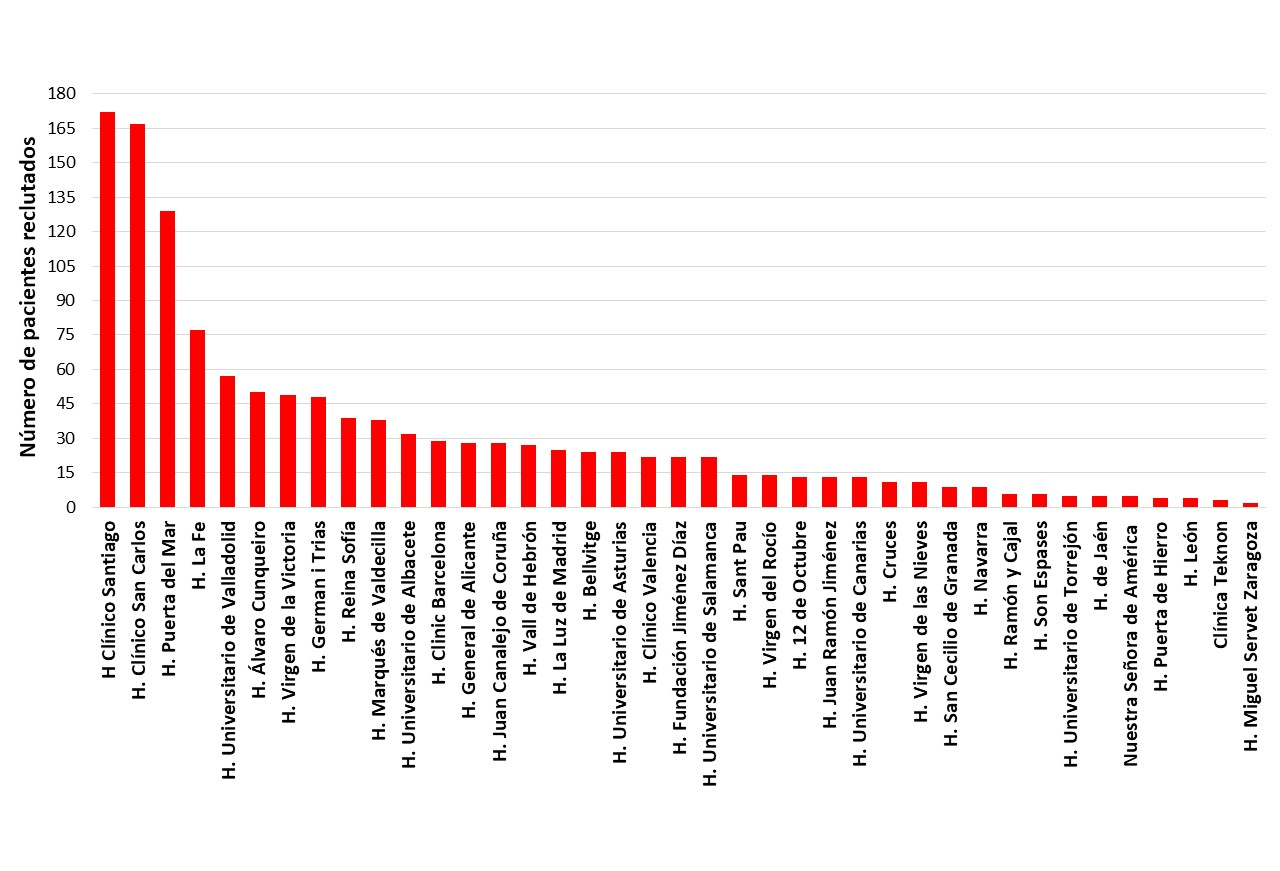 Número de pacientes reclutados
180
165
150
135
120
105
90
75
60
45
30
15
0
H Clínico Santiago
H. Clínico San Carlos
H. Puerta del Mar
H. La Fe
H. Universitario de Valladolid
H. Álvaro Cunqueiro
H. Virgen de la Victoria
H. German i Trias
H. Reina Sofía
H. Marqués de Valdecilla
H. Universitario de Albacete
H. Clinic Barcelona
H. General de Alicante
H. Juan Canalejo de Coruña
H. Vall de Hebrón
H. La Luz de Madrid
H. Bellvitge
H. Universitario de Asturias
H. Clínico Valencia
H. Fundación Jiménez Díaz
H. Universitario de Salamanca
H. Sant Pau
H. Virgen del Rocío
H. 12 de Octubre
H. Juan Ramón Jiménez
H. Universitario de Canarias
H. Cruces
H. Virgen de las Nieves
H. San Cecilio de Granada
H. Navarra
H. Ramón y Cajal
H. Son Espases
H. Universitario de Torrejón
H. de Jaén
Nuestra Señora de América
H. Puerta de Hierro
H. León
Clínica Teknon
H. Miguel Servet Zaragoza